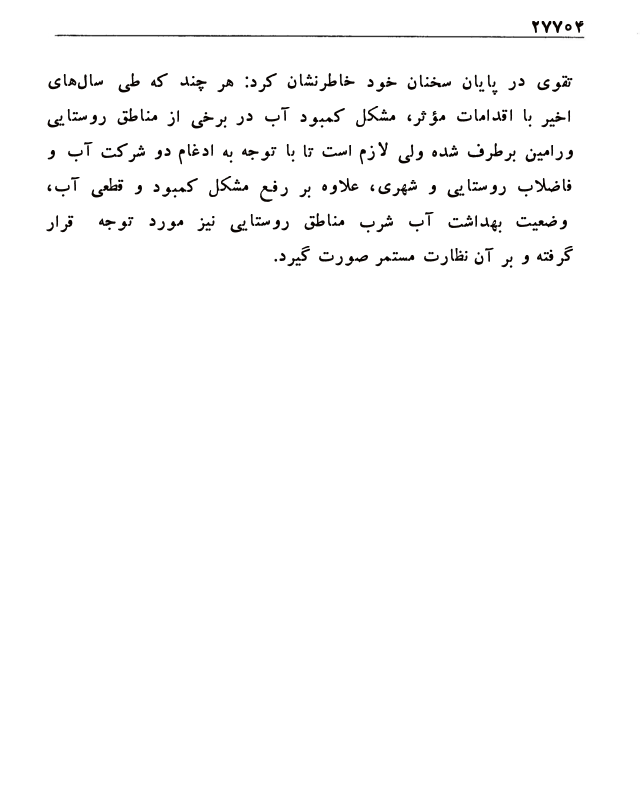 ۲۷۷۰۴
تقوی در پایان سخنان خود خاطرنشان کرد: هر چند که طی سال‌های
اخیر با اقدامات مؤثر، مشکل کمبود آب در برخی از مناطق روستایی
ورامین برطرف شده ولی لازم است تا با توجه به ادغام دو شرکت آب و
فاضلاب روستایی و شهری، علاوه بر رفع مشکل کمبود و قطعی آب،
وضعیت بهداشت آب شرب مناطق روستایی نیز مورد توجه قرار
گرفته و بر آن نظارت مستمر صورت گیرد.